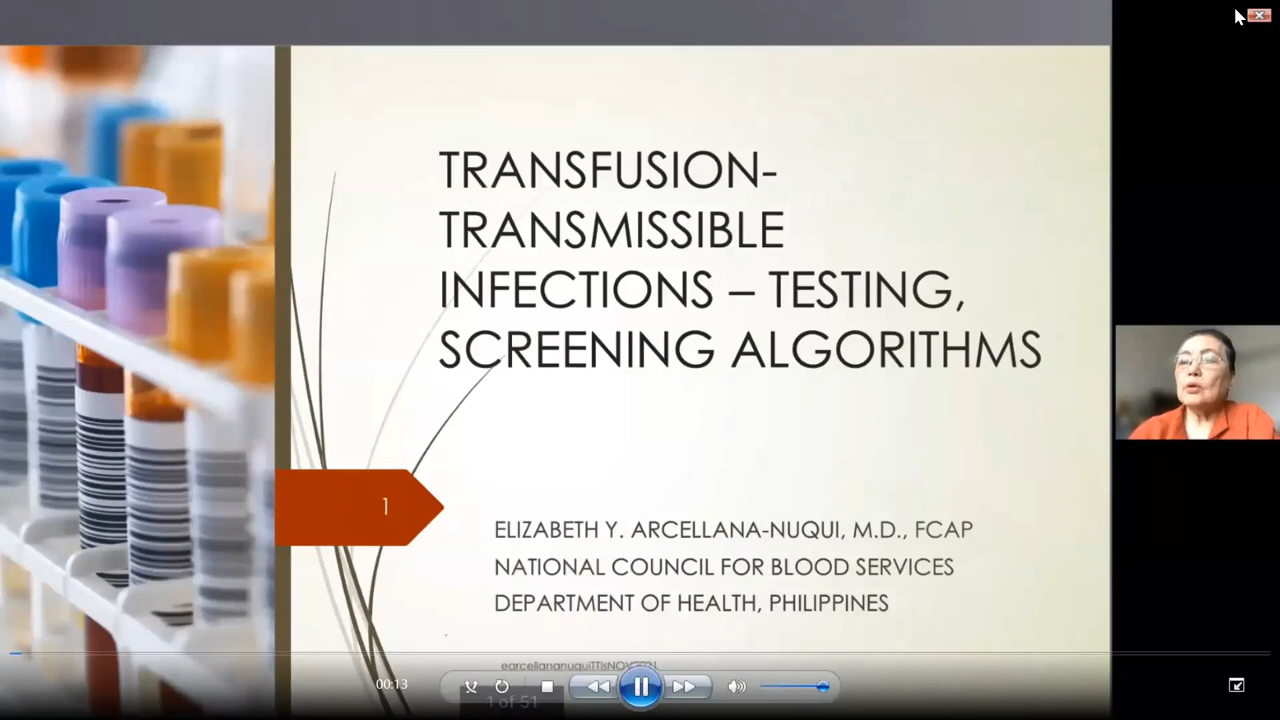 TRANSFUSION-
TRANSMISSIBLE
INFECTIONS – TESTING,
SCREENING ALGORITHMS
1
ELIZABETH Y. ARCELLANA-NUQUI, M.D., FCAP
NATIONAL COUNCIL FOR BLOOD SERVICES
DEPARTMENT OF HEALTH, PHILIPPINES
earcellananuquiTTIsNOV2021
00:13
1 of 51